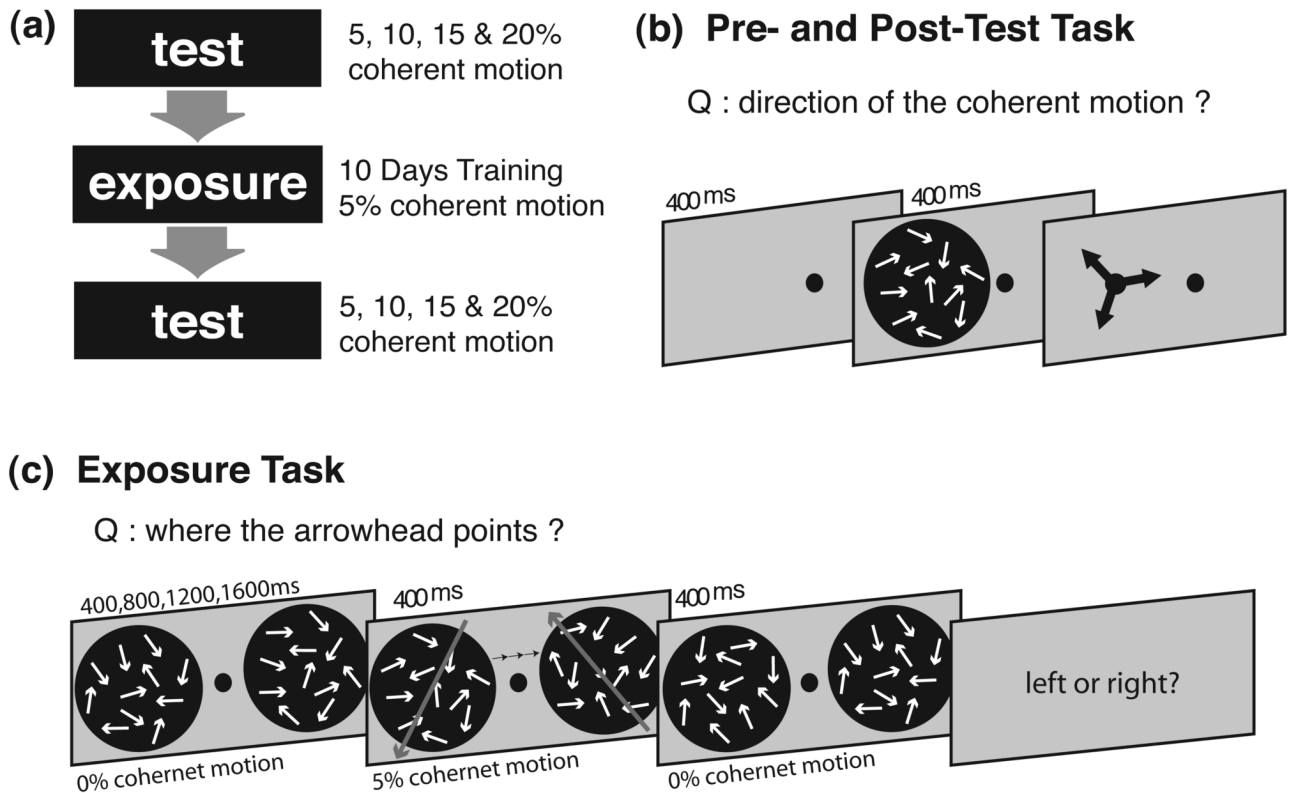 (a)
test
5, 10, 15 & 20%
coherent motion
exposure
10 Days Training
5% coherent motion
test
5, 10, 15 & 20%
coherent motion
(b) Pre- and Post-Test Task
Q : direction of the coherent motion ?
400 ms
400 ms
(c) Exposure Task
Q : where the arrowhead points ?
400,800,1200,1600ms
400 ms
400 ms
left or right?
0% cohernet motion
5% cohernet motion
0% cohernet motion